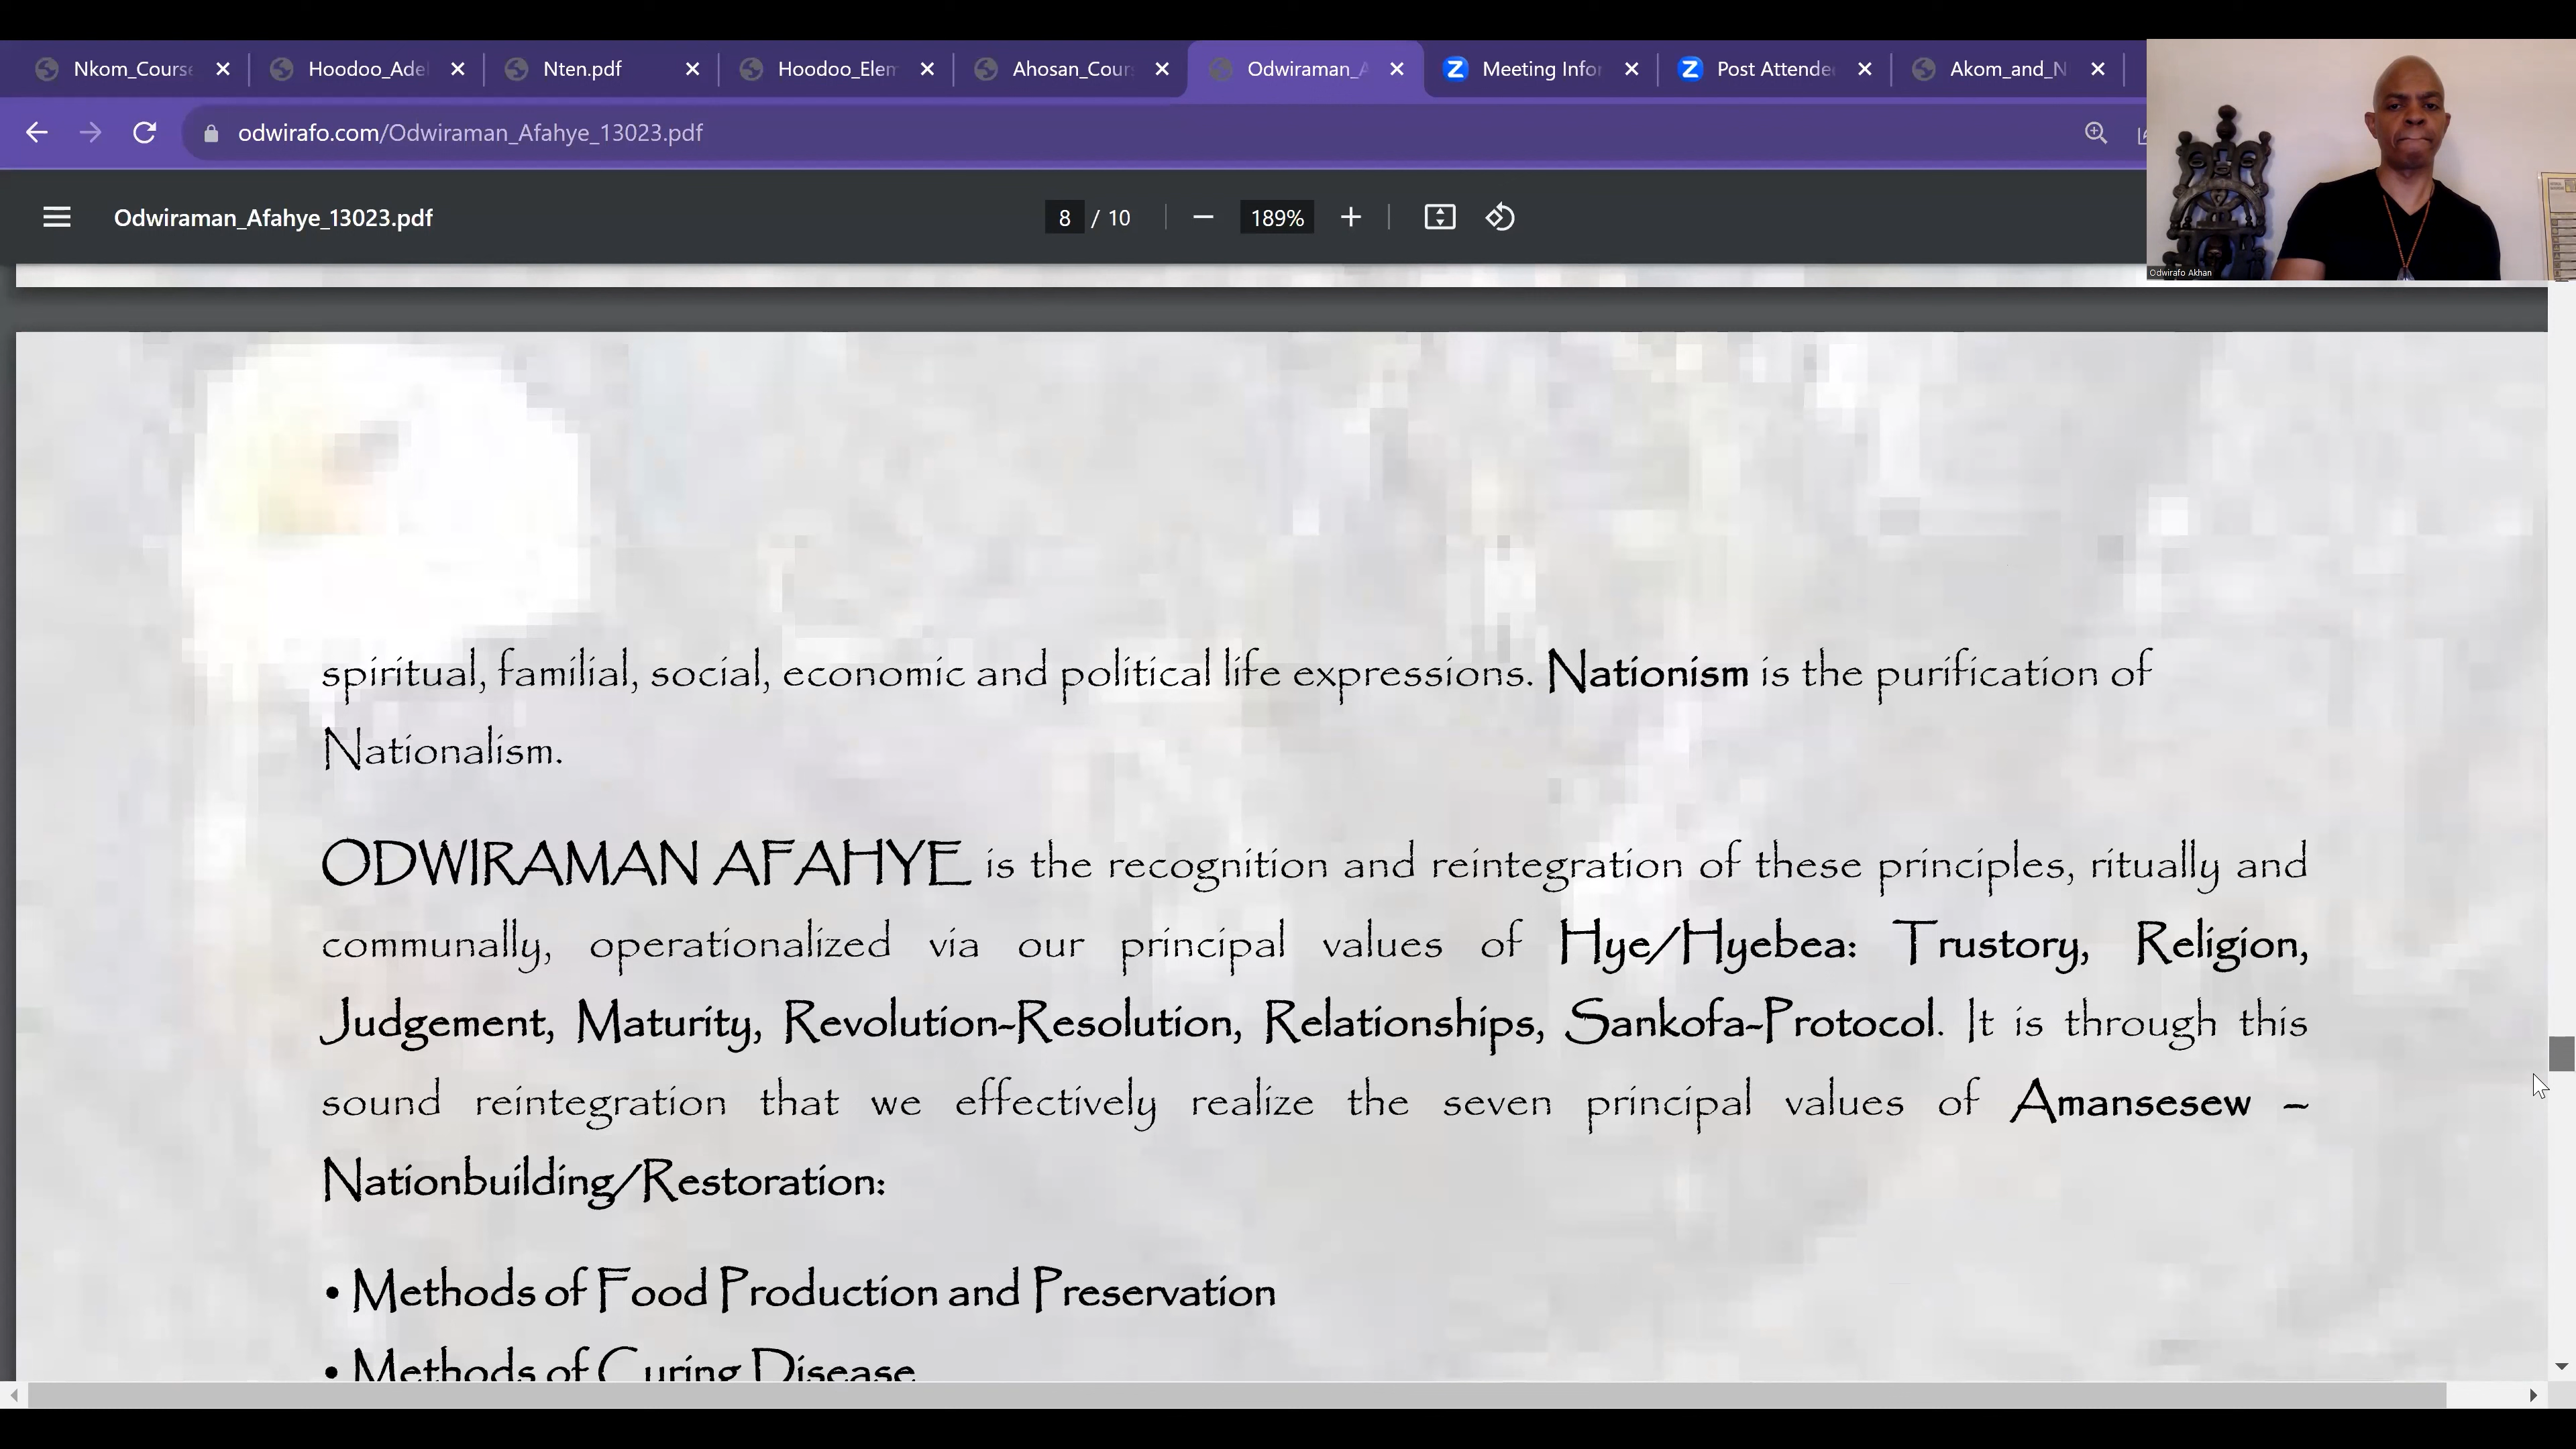 Nkom_Course
Hoodoo_Ade
Nten.pdf
Hoodoo_Elem
Ahosan_Cour
Odwiraman_A
Meeting Infor
Post Attende
Akom_and_N
odwirafo.com/Odwiraman_Afahye_13023.pdf
Odwiraman_Afahye_13023.pdf
8 / 10
189%
Odwirafo Akhan
spiritual, familial, social, economic and political life expressions. Nationism is the purification of
Nationalism.
ODWIRAMAN AFAHYE is the recognition and reintegration of these principles, ritually and
communally, operationalized via our principal values of Hye/Hyebea: Trustory, Religion,
Judgement, Maturity, Revolution-Resolution, Relationships, Sankofa-Protocol. It is through this
sound reintegration that we effectively realize the seven principal values of Amansesew –
Nationbuilding/Restoration:
• Methods of Food Production and Preservation
• Methods of Curing Disease